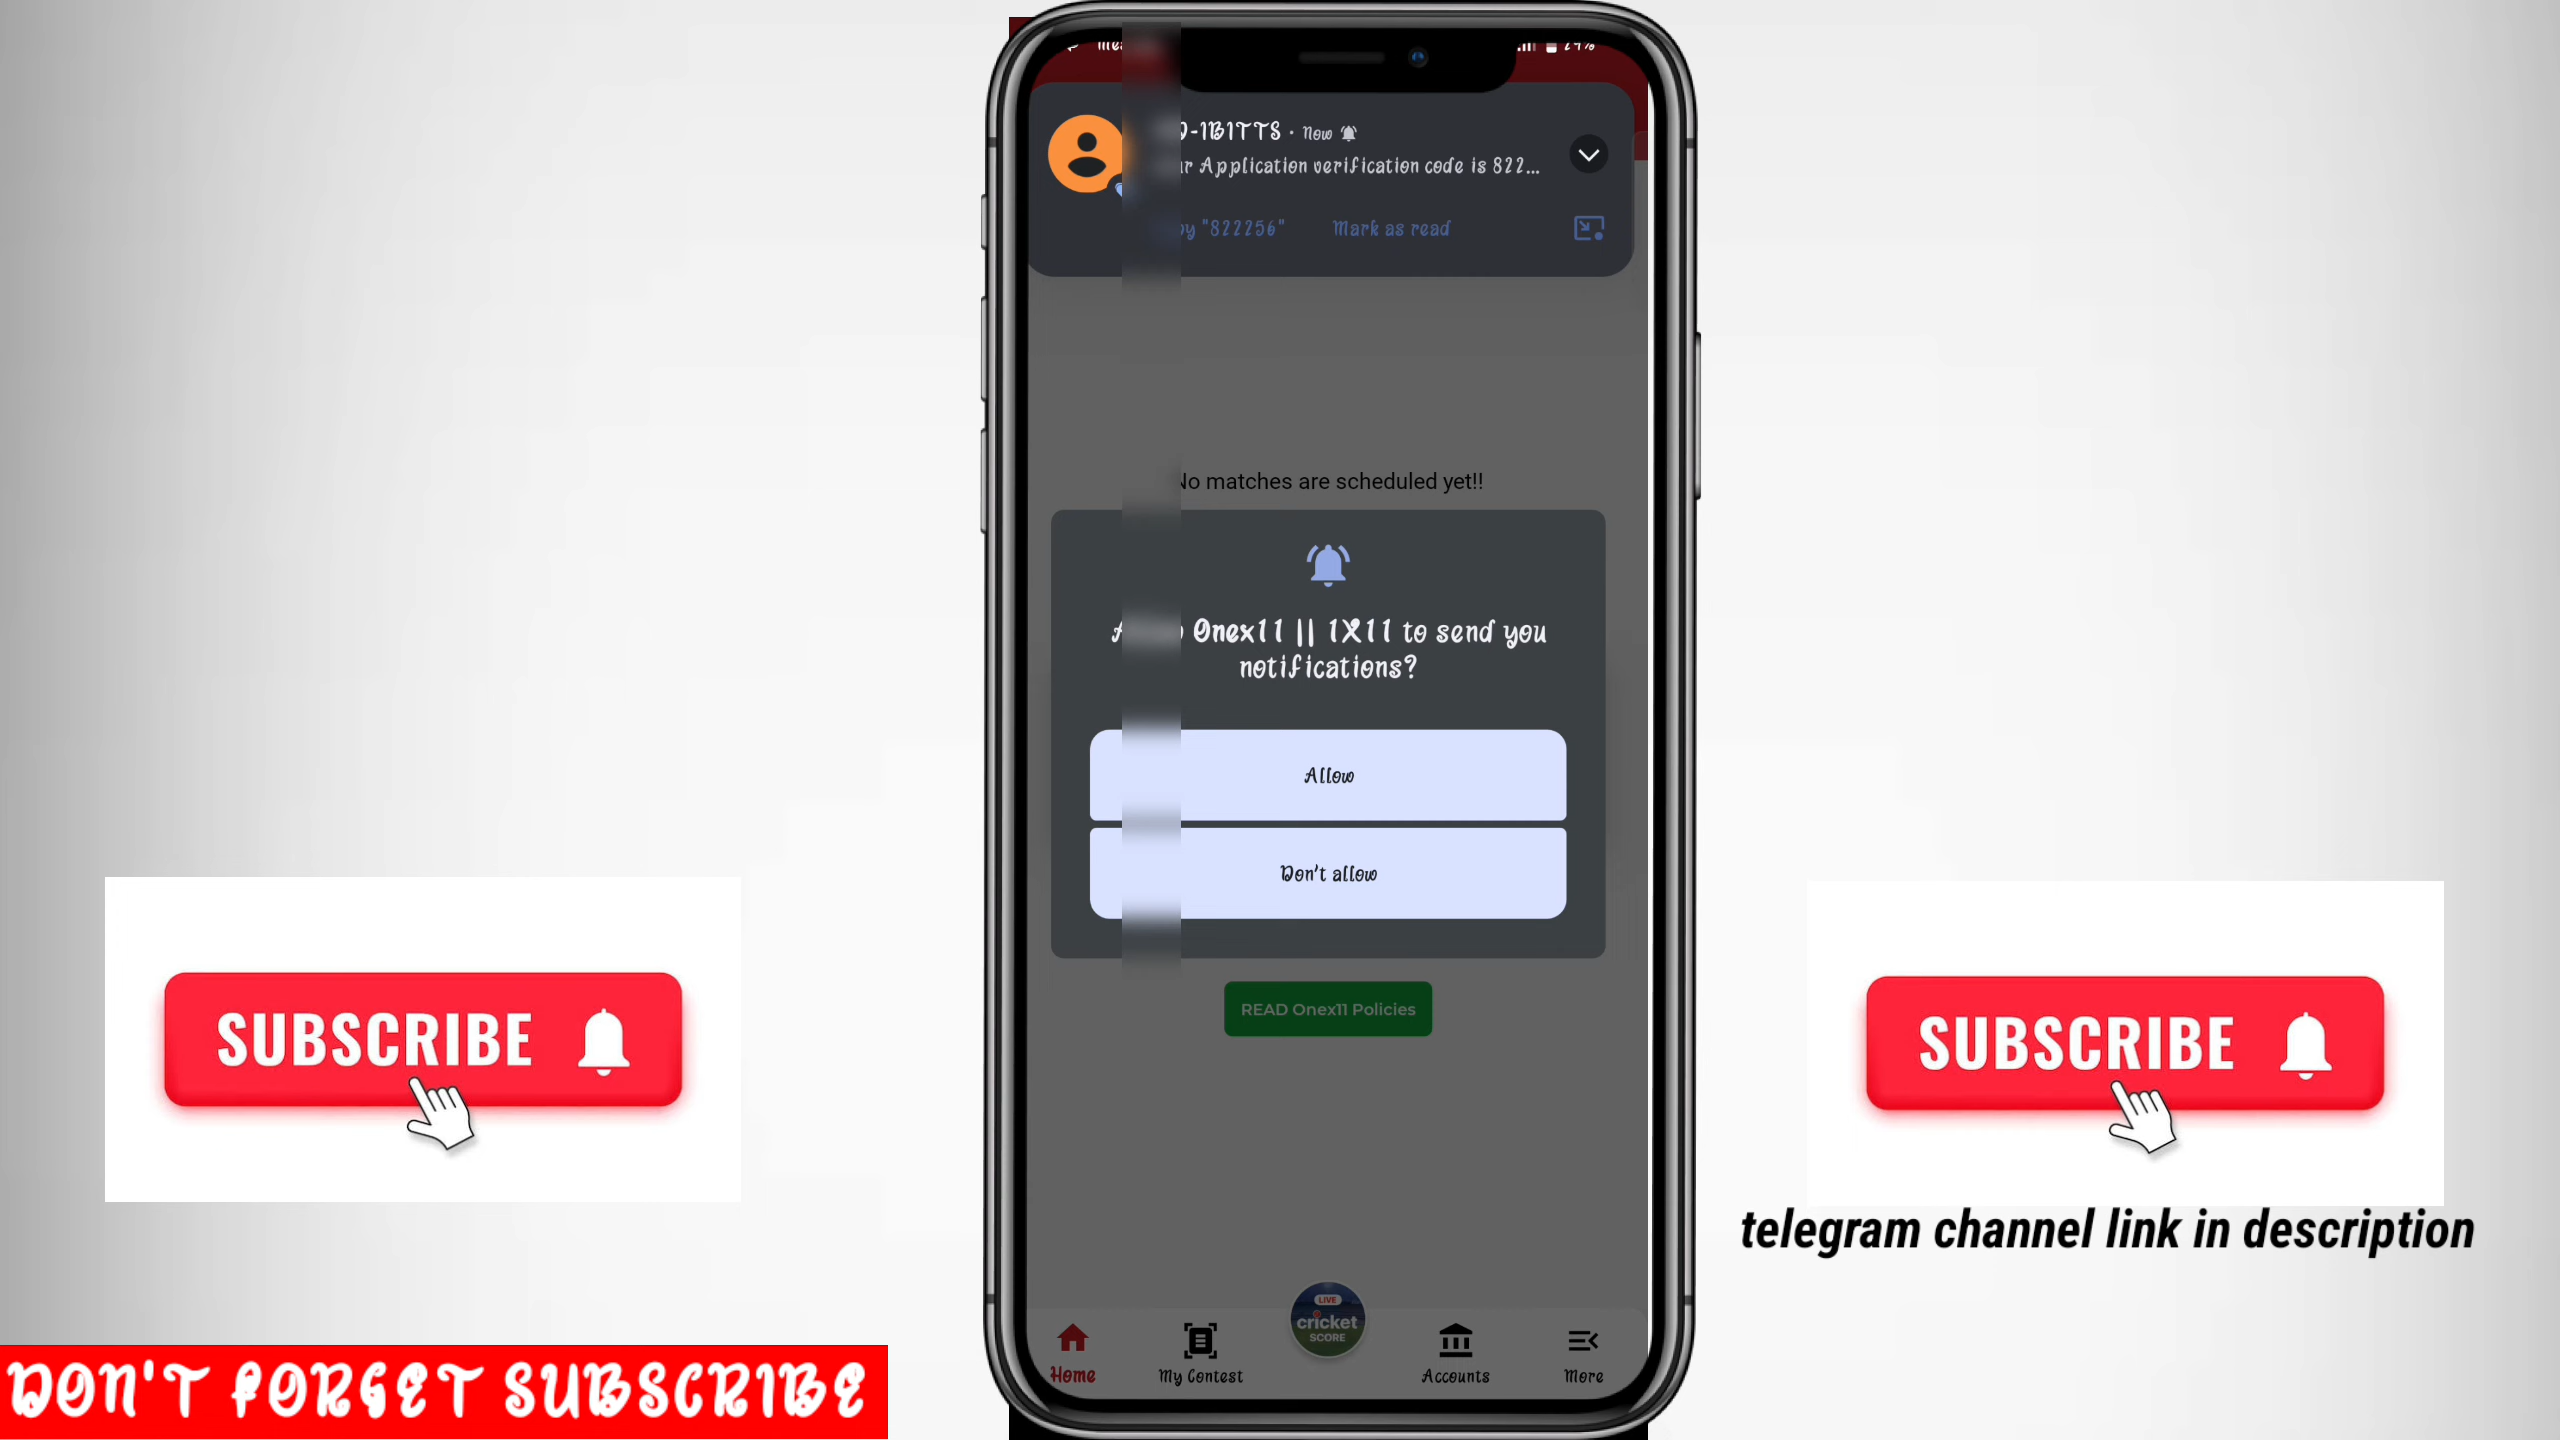 24%
-1BITTS · Now
Application verification code is 822...
"822256" Mark as read
No matches are scheduled yet!!
Onex11 || 1X11 to send you
notifications?
Allow
Don't allow
READ Onex11 Policies
SUBSCRIBE
SUBSCRIBE
telegram channel link in description
LIVE
cricket
SCORE
Home
My Contest
Accounts
More
DON'T FORGET SUBSCRIBE